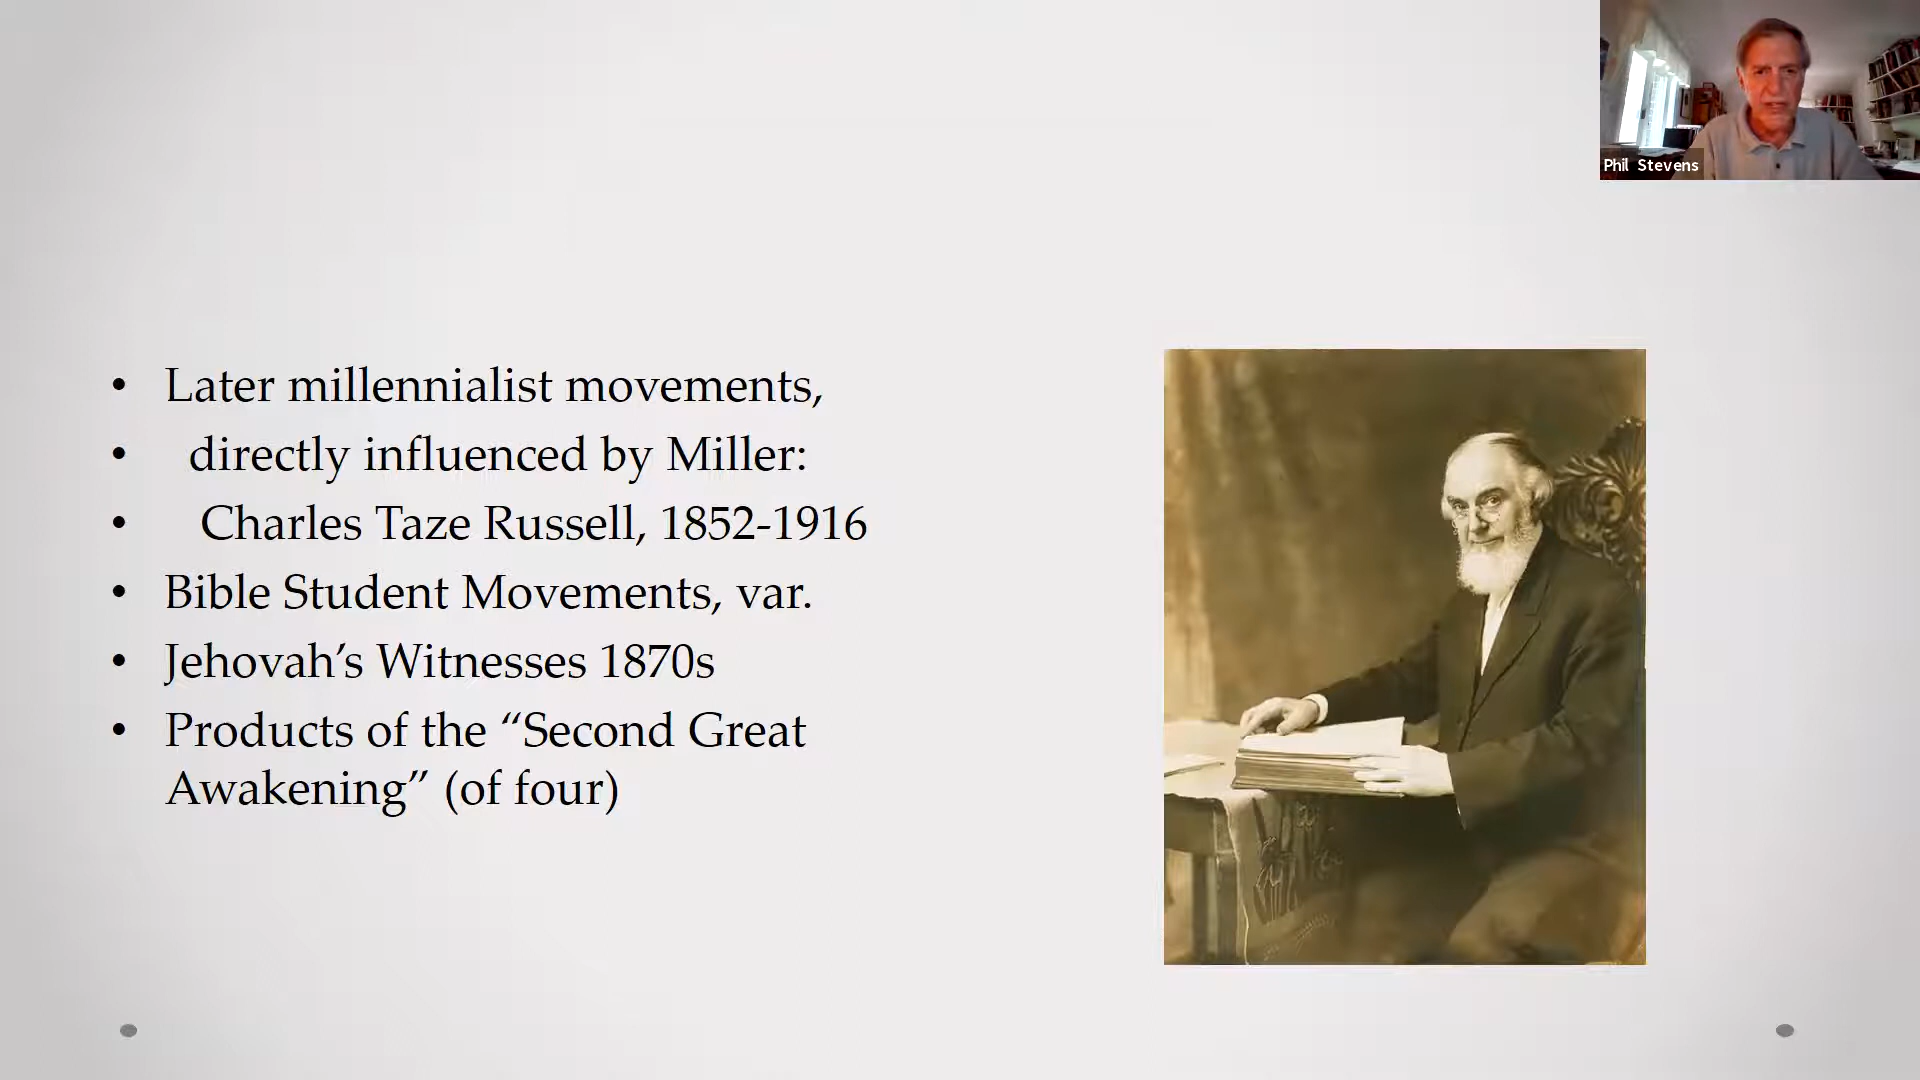 Phil Stevens
• Later millennialist movements,
• directly influenced by Miller:
• Charles Taze Russell, 1852-1916
• Bible Student Movements, var.
• Jehovah’s Witnesses 1870s
• Products of the “Second Great
Awakening” (of four)